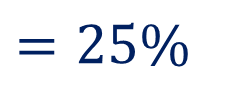 = 25%